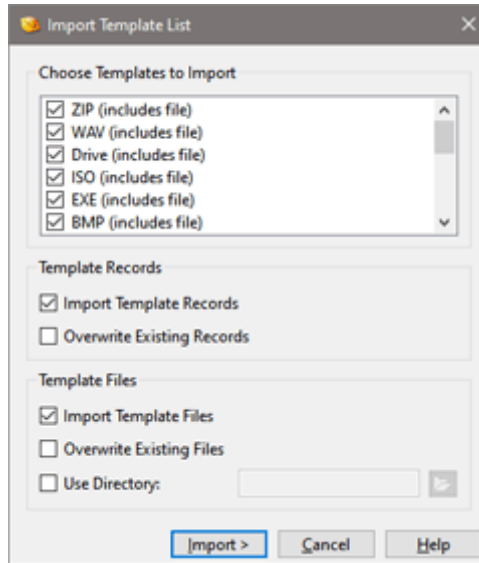 Import Template List
Choose Templates to Import
ZIP (includes file)
WAV (includes file)
Drive (includes file)
ISO (includes file)
EXE (includes file)
BMP (includes file)
Template Records
Import Template Records
Overwrite Existing Records
Template Files
Import Template Files
Overwrite Existing Files
Use Directory:
Import > Cancel Help